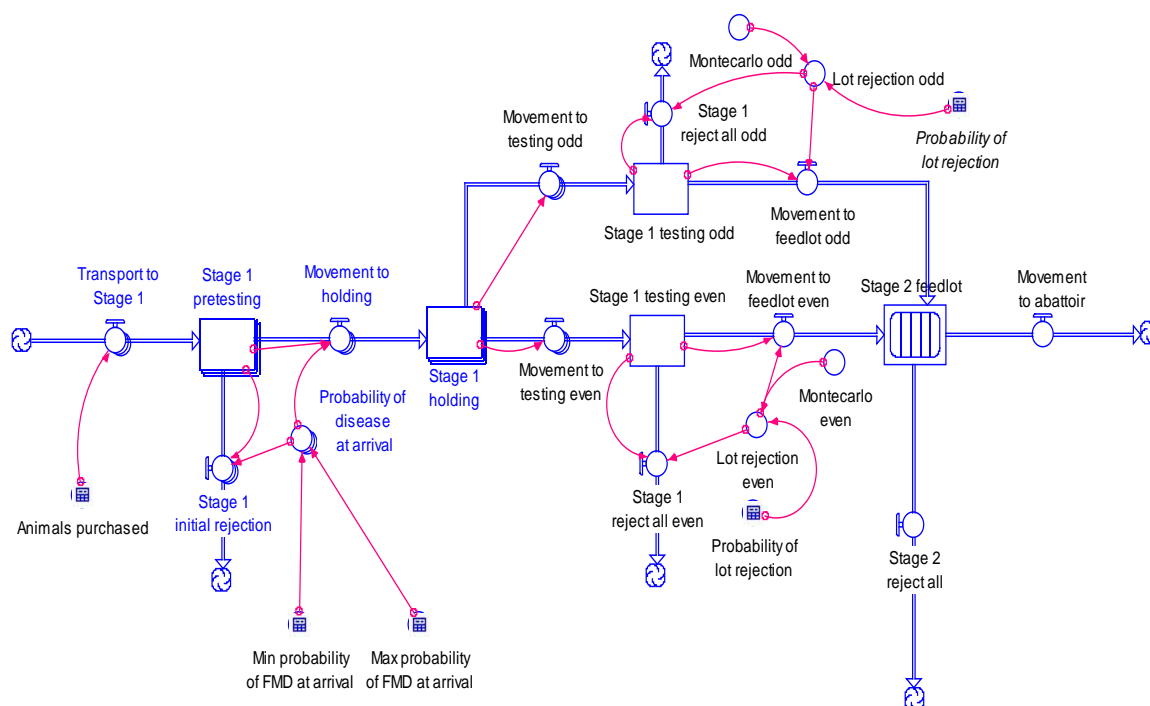 Montecarlo odd
Lot rejection odd
Stage 1
reject all odd
Probability of
lot rejection
Movement to
testing odd
Stage 1 testing odd
Movement to
feedlot odd
Transport to
Stage 1
Stage 1
pretesting
Movement to
holding
Stage 1 testing even
Movement to
feedlot even
Stage 2 feedlot
Movement
to abattoir
Stage 1
holding
Movement to
testing even
Probability of
disease
at arrival
Montecarlo
even
Lot rejection
even
Animals purchased
Stage 1
initial rejection
Stage 1
reject all even
Probability of
lot rejection
Stage 2
reject all
Min probability
of FMD at arrival
Max probability
of FMD at arrival